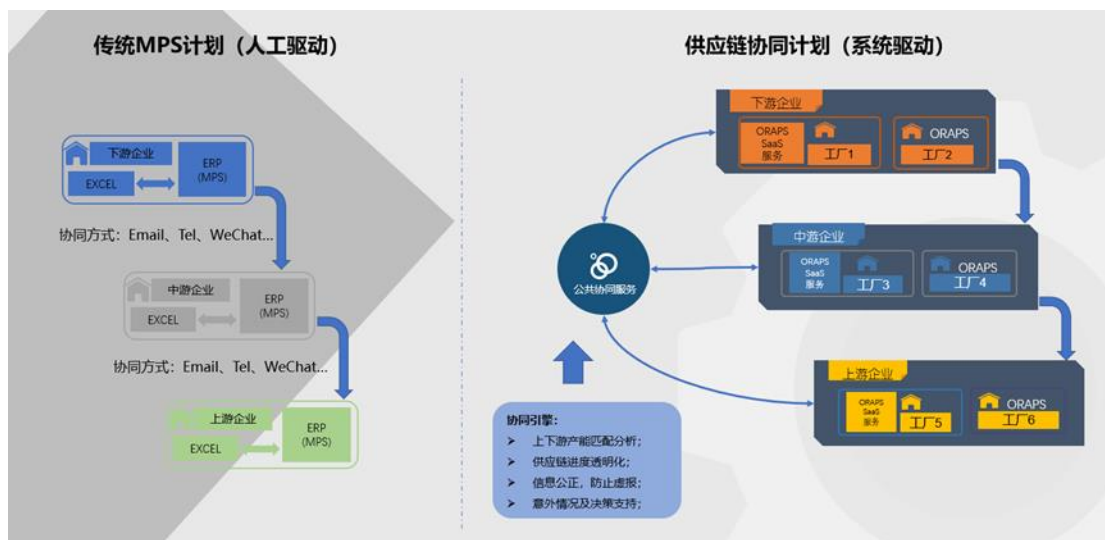 传统MPS计划（人工驱动）
下游企业
EXCEL
ERP
(MPS)
协同方式：Email、Tel、WeChat...
中游企业
EXCEL
ERP
(MPS)
协同方式：Email、Tel、WeChat...
上游企业
EXCEL
ERP
(MPS)
供应链协同计划（系统驱动）
下游企业
ORAPS
SaaS
服务
工厂1
ORAPS
工厂2
中游企业
ORAPS
SaaS
服务
工厂3
ORAPS
工厂4
公共协同服务
上游企业
ORAPS
SaaS
服务
工厂5
ORAPS
工厂6
协同引擎：
➢ 上下游产能匹配分析；
➢ 供应链进度透明化；
➢ 信息公正，防止虚报；
➢ 意外情况及决策支持；